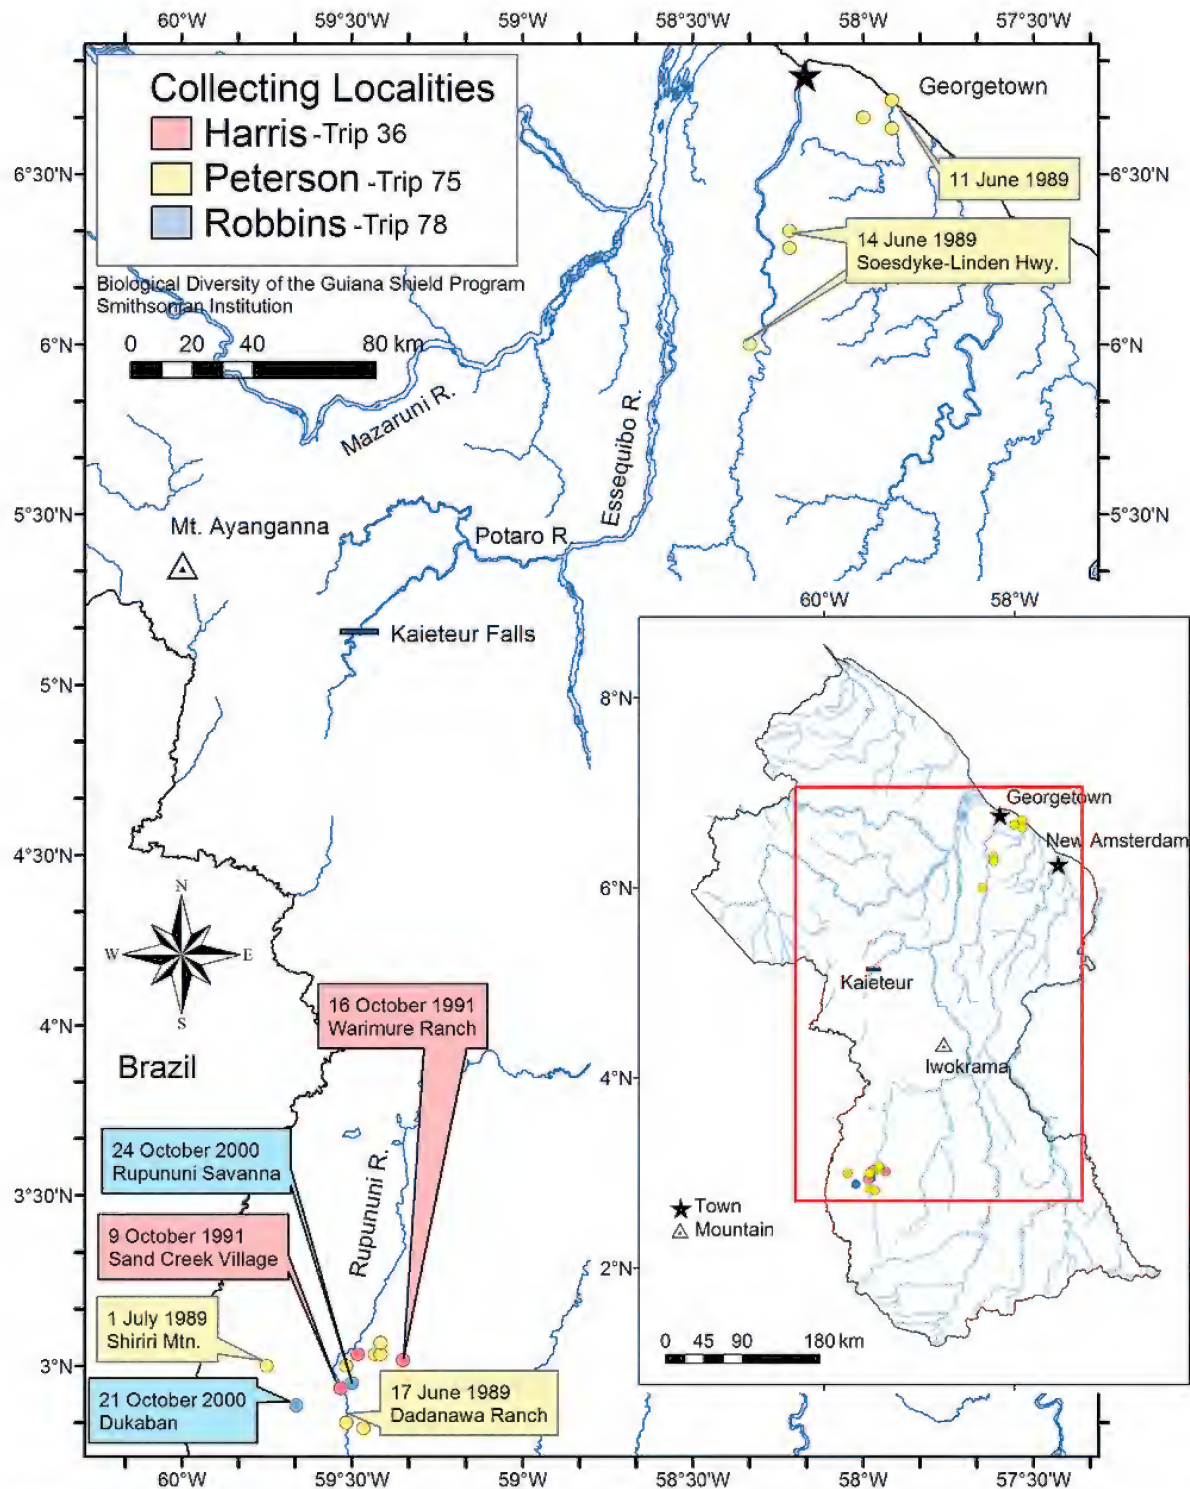 60°W
59°30'W
59°W
58°30'W
58°W
57°30'W
Collecting Localities
Harris -Trip 36
Peterson -Trip 75
Robbins -Trip 78
Biological Diversity of the Guiana Shield Program
Smithsonian Institution
0 20 40 80 km
Georgetown
11 June 1989
14 June 1989
Soesdyke-Linden Hwy.
6°30'N
6°30'N
6°N
6°N
Mazaruni R.
Essequibo R.
5°30'N
5°30'N
Mt. Ayanganna
Potaro R.
Kaieteur Falls
5°N
4°30'N
N
W
E
S
4°N
Brazil
16 October 1991
Warimure Ranch
24 October 2000
Rupununi Savanna
Rupununi R.
9 October 1991
Sand Creek Village
1 July 1989
Shiriri Mtn.
21 October 2000
Dukaban
17 June 1989
Dadanawa Ranch
3°30'N
3°N
60°W
58°W
8°N
6°N
4°N
2°N
Georgetown
New Amsterdam
Kaieteur
Iwokrama
Town
Mountain
0 45 90 180 km
60°W
59°30'W
59°W
58°30'W
58°W
57°30'W